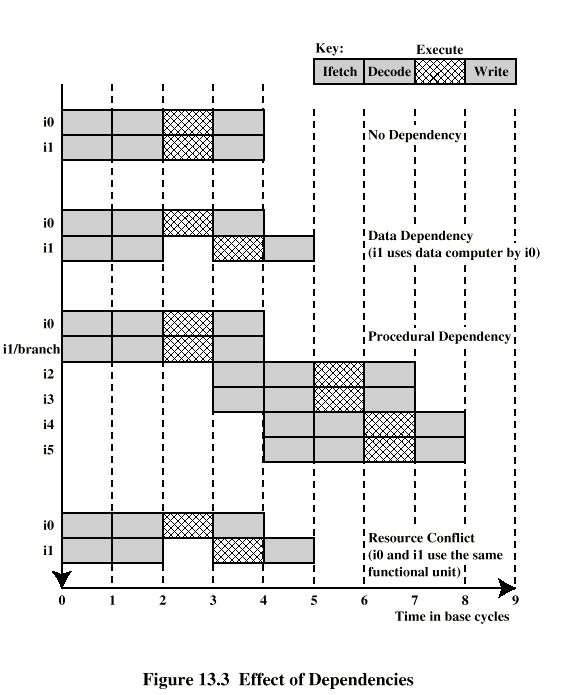 Key:
Execute
Ifetch Decode Write
i0
i1
No Dependency
i0
i1
Data Dependency
(i1 uses data computer by i0)
i0
i1/branch
Procedural Dependency
i2
i3
i4
i5
i0
i1
Resource Conflict
(i0 and i1 use the same
functional unit)
0 1 2 3 4 5 6 7 8 9
Time in base cycles
Figure 13.3 Effect of Dependencies